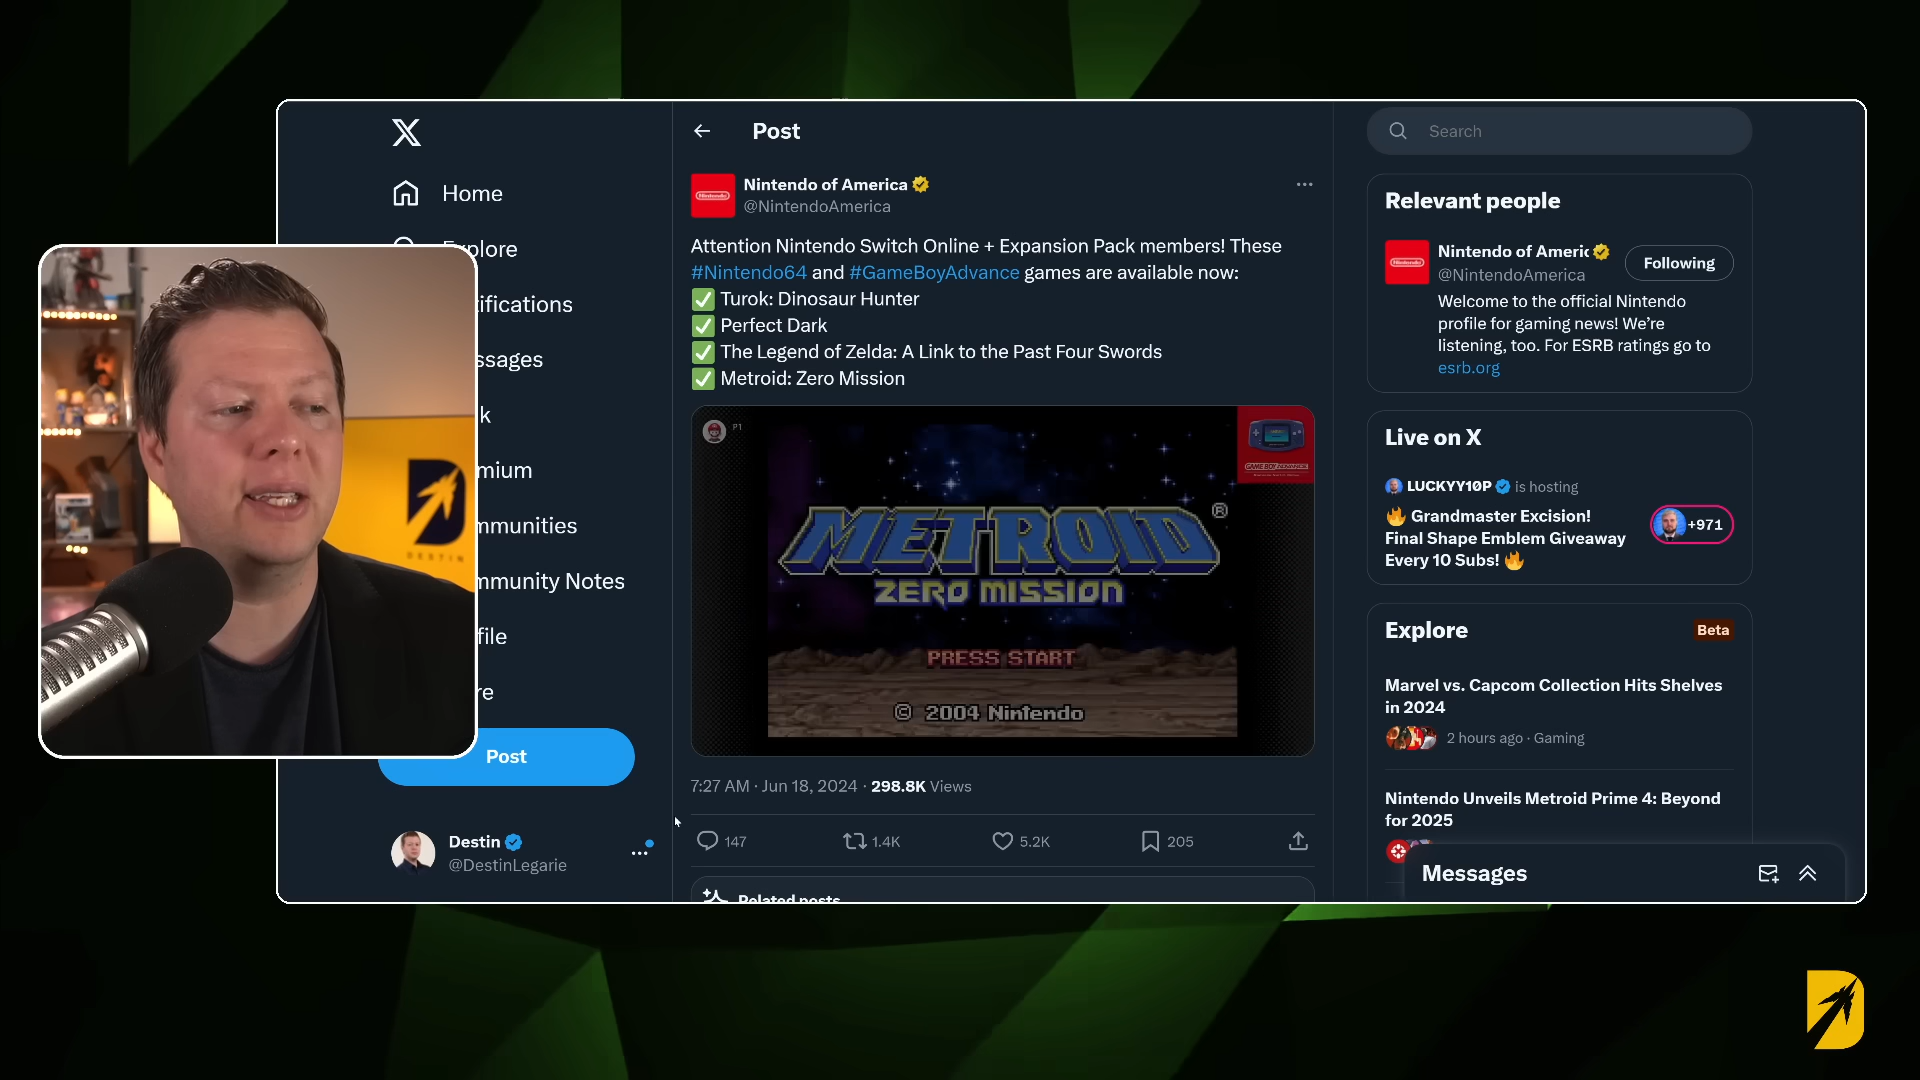 Home
Explore
tifications
ssages
k
mium
mmunities
mmunity Notes
file
re
Post
Destin
@DestinLegarie
DESTIN
Post
Nintendo of America
@NintendoAmerica
Attention Nintendo Switch Online + Expansion Pack members! These
#Nintendo64 and #GameBoyAdvance games are available now:
✅ Turok: Dinosaur Hunter
✅ Perfect Dark
✅ The Legend of Zelda: A Link to the Past Four Swords
✅ Metroid: Zero Mission
P1
GAME BOY ADVANCE
METROID®
ZERO MISSION
PRESS START
© 2004 Nintendo
7:27 AM · Jun 18, 2024 · 298.8K Views
147 1.4K 5.2K 205
Related posts
Search
Relevant people
Nintendo of Americ
Following
@NintendoAmerica
Welcome to the official Nintendo
profile for gaming news! We’re
listening, too. For ESRB ratings go to
esrb.org
Live on X
LUCKYY10P is hosting
🔥 Grandmaster Excision!
Final Shape Emblem Giveaway
Every 10 Subs! 🔥
+971
Explore
Beta
Marvel vs. Capcom Collection Hits Shelves
in 2024
2 hours ago · Gaming
Nintendo Unveils Metroid Prime 4: Beyond
for 2025
Messages